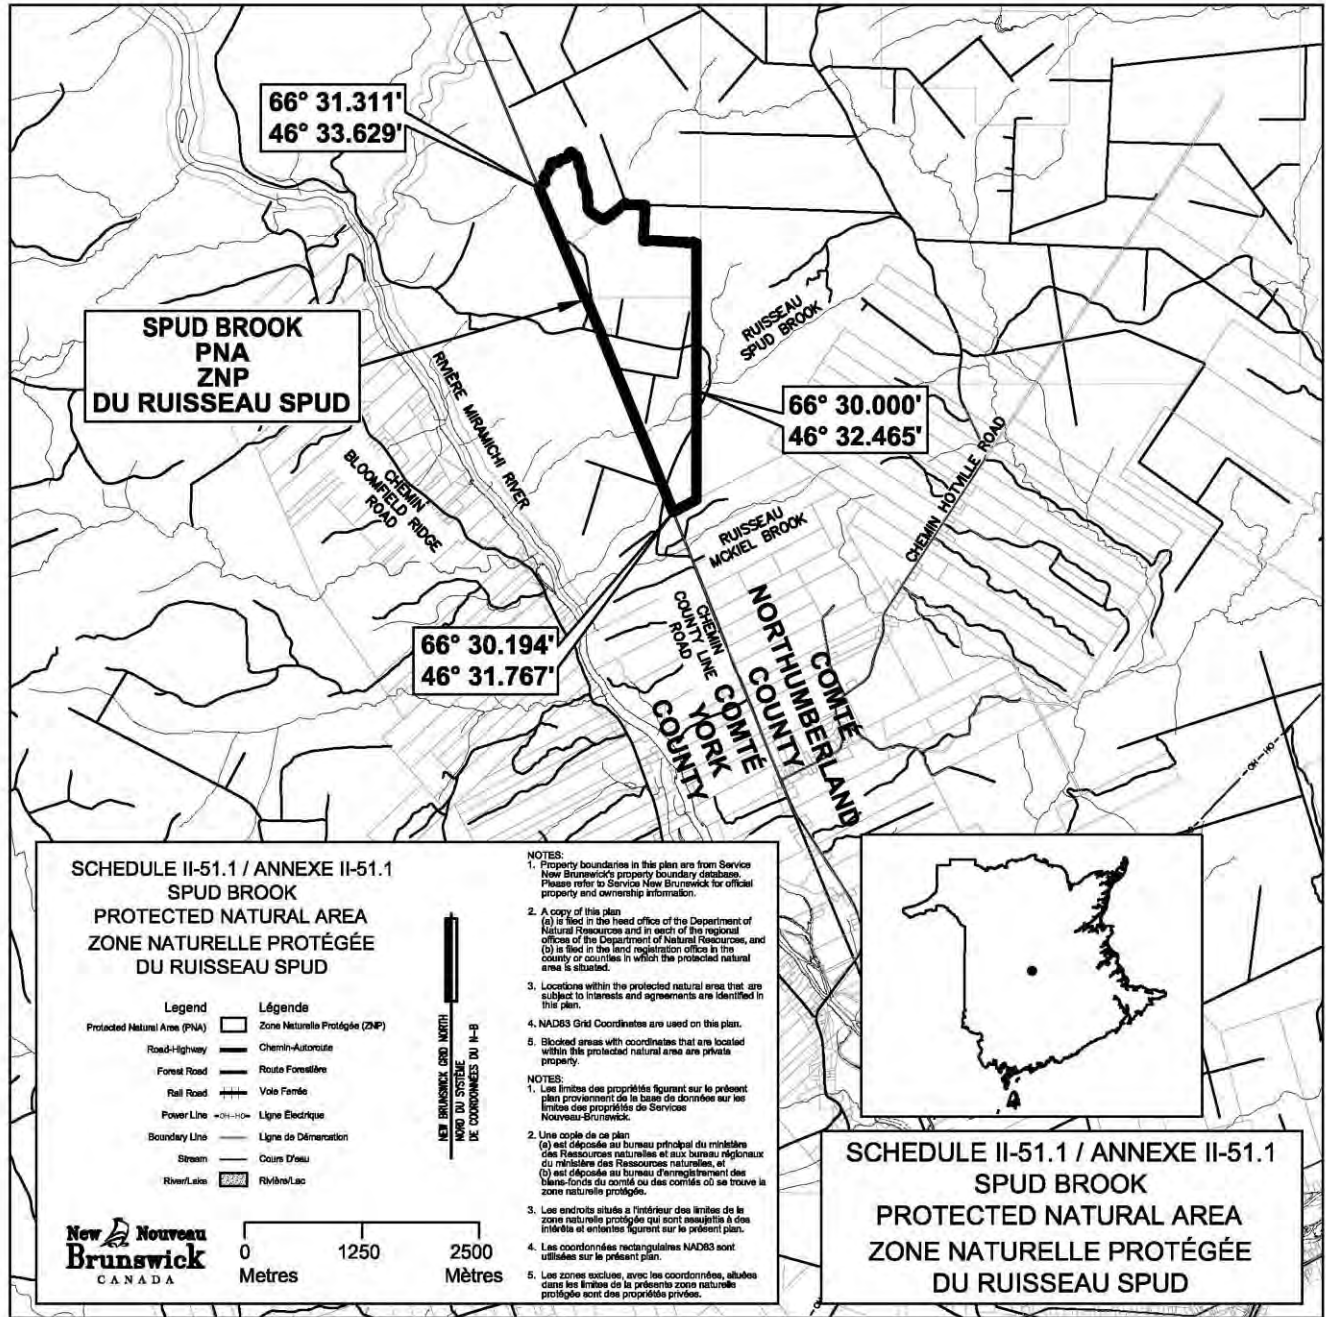 66° 31.311'
46° 33.629'
SPUD BROOK
PNA
ZNP
DU RUISSEAU SPUD
RUISSEAU
SPUD BROOK
RIVIÈRE MIRAMICHI RIVER
66° 30.000'
46° 32.465'
CHEMIN
BLOOMFIELD RIDGE
ROAD
CHEMIN HOTVILLE ROAD
RUISSEAU
MCKIEL BROOK
66° 30.194'
46° 31.767'
CHEMIN
COUNTY LINE
ROAD
COMTÉ
NORTHUMBERLAND
COUNTY
COMTÉ
YORK
COUNTY
—OH—HO—
SCHEDULE II-51.1 / ANNEXE II-51.1
SPUD BROOK
PROTECTED NATURAL AREA
ZONE NATURELLE PROTÉGÉE
DU RUISSEAU SPUD
Legend Légende
Protected Natural Area (PNA) Zone Naturelle Protégée (ZNP)
Road-Highway Chemin-Autoroute
Forest Road Route Forestière
Rail Road Voie Ferrée
Power Line —OH—HO— Ligne Électrique
Boundary Line Ligne de Démarcation
Stream Cours D'eau
River/Lake Rivière/Lac
NEW BRUNSWICK GRID NORTH
NORD DU SYSTÈME
DE COORDONNÉES DU N-B
New Nouveau
Brunswick
CANADA
0 1250 2500
Metres Mètres
NOTES:
1. Property boundaries in this plan are from Service
New Brunswick's property boundary database.
Please refer to Service New Brunswick for official
property and ownership information.
2. A copy of this plan
(a) is filed in the head office of the Department of
Natural Resources and in each of the regional
offices of the Department of Natural Resources, and
(b) is filed in the land registration office in the
county or counties in which the protected natural
area is situated.
3. Locations within the protected natural area that are
subject to interests and agreements are identified in
this plan.
4. NAD83 Grid Coordinates are used on this plan.
5. Blocked areas with coordinates that are located
within this protected natural area are private
property.
NOTES:
1. Les limites des propriétés figurant sur le présent
plan proviennent de la base de données sur les
limites des propriétés de Services
Nouveau-Brunswick.
2. Une copie de ce plan
(a) est déposée au bureau principal du ministère
des Ressources naturelles et aux bureau régionaux
du ministère des Ressources naturelles, et
(b) est déposée au bureau d'enregistrement des
biens-fonds du comté ou des comtés où se trouve la
zone naturelle protégée.
3. Les endroits situés a l'intérieur des limites de la
zone naturelle protégée qui sont assujettis à des
intérêts et ententes figurant sur le présent plan.
4. Les coordonnées rectangulaires NAD83 sont
utilisées sur le présent plan.
5. Les zones exclues, avec les coordonnées, situées
dans les limites de la présente zone naturelle
protégée sont des propriétés privées.
SCHEDULE II-51.1 / ANNEXE II-51.1
SPUD BROOK
PROTECTED NATURAL AREA
ZONE NATURELLE PROTÉGÉE
DU RUISSEAU SPUD